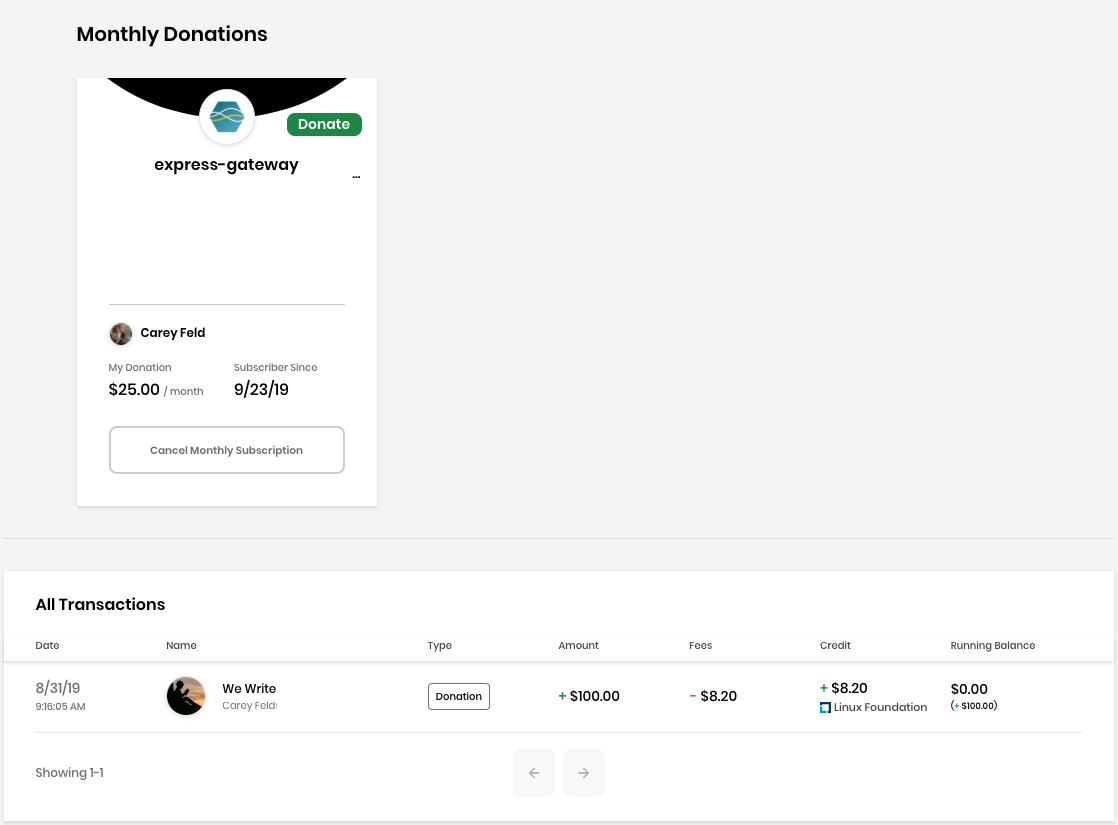 Monthly Donations
Donate
express-gateway
...
Carey Feld
My Donation Subscriber Since
$25.00 / month 9/23/19
Cancel Monthly Subscription
All Transactions
Date Name Type Amount Fees Credit Running Balance
8/31/19 We Write Donation + $100.00 - $8.20 + $8.20 $0.00
9:16:05 AM Carey Felds Linux Foundation (+ $100.00)
Showing 1-1
← →